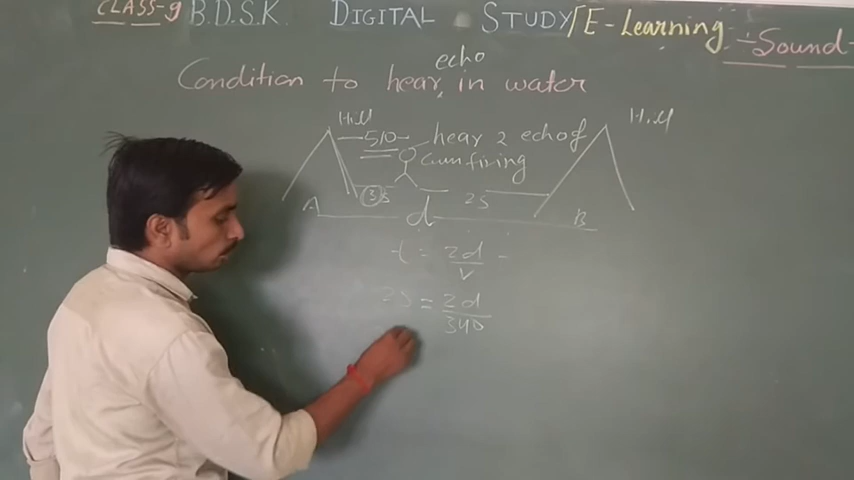 CLASS-9 B.D.S.K. DIGITAL STUDY/E-Learning
-Sound-
echo
Condition to hear, in water
Hill Hill
510 hear 2 echo of
Gun firing
3s 2s
A d B
t = 2d/v
= 2d/340